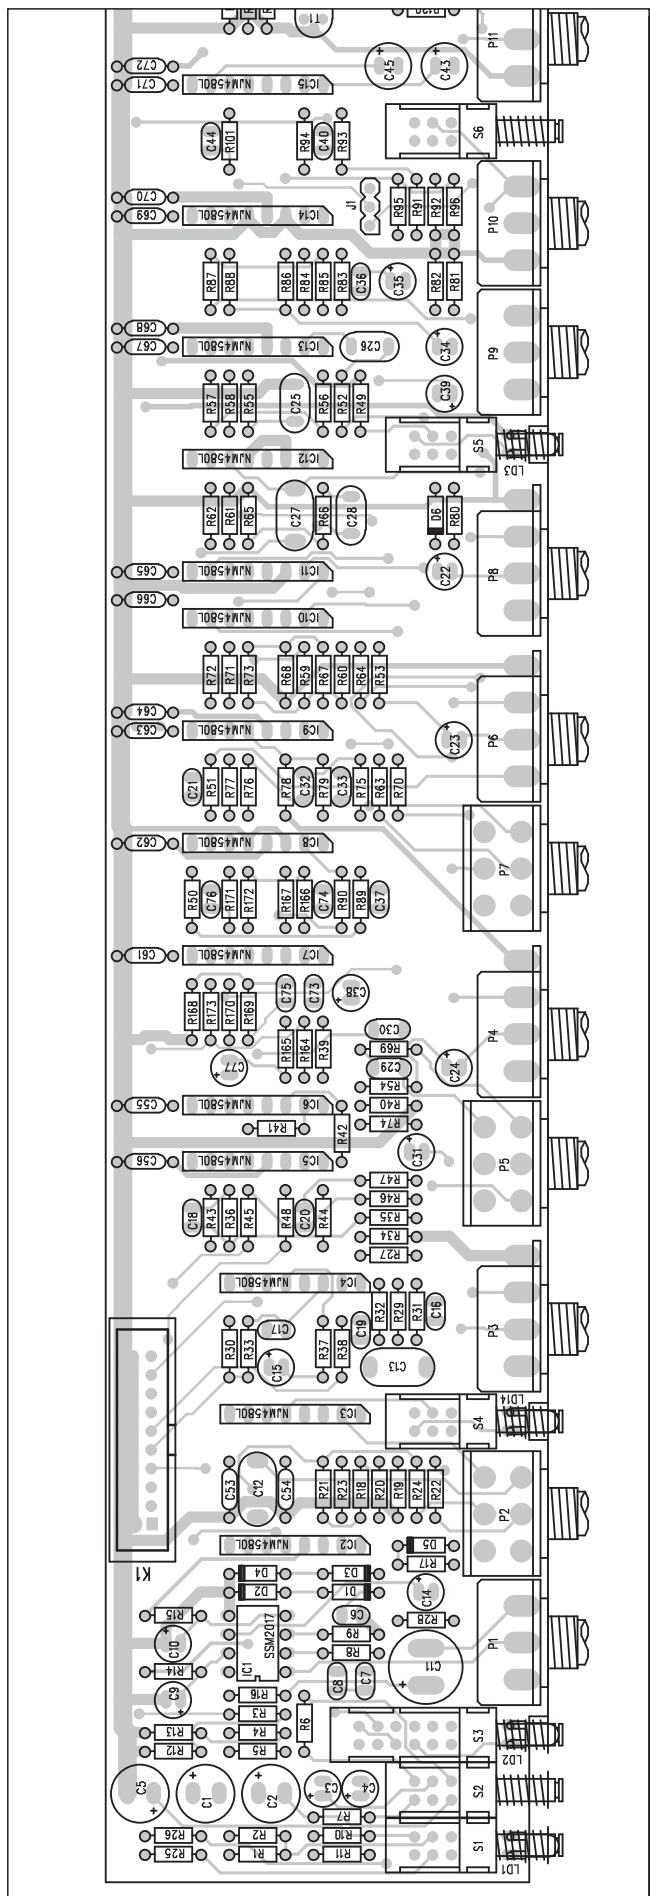 T1
R120
P11
C72
C71
NJM4580L
IC15
C45
C43
C44
R101
R94
C40
R93
S6
C70
C69
NJM4580L
IC14
J1
R95
R91
R92
R96
P10
R87
R88
R86
R84
R85
R83
C36
C35
R82
R81
C68
C67
NJM4580L
IC13
C26
C34
P9
R57
R58
R55
C25
R56
R52
R49
C39
NJM4580L
IC12
S5
LD3
R62
R61
R65
C27
R66
C28
D6
R80
C65
NJM4580L
IC11
C22
P8
C66
NJM4580L
IC10
R72
R71
R73
R68
R59
R67
R60
R64
R53
C64
C63
NJM4580L
IC9
C23
P6
C21
R51
R77
R76
R78
C32
R79
C33
R75
R63
R70
C62
NJM4580L
IC8
P7
R50
C76
R171
R172
R167
R166
C74
R90
R89
C37
C61
NJM4580L
IC7
R168
R173
R170
R169
C75
C73
C38
P4
R165
R164
R39
C30
R69
C29
C77
R54
C24
C55
NJM4580L
IC6
R40
R41
R42
R74
C56
NJM4580L
IC5
C31
P5
C18
R43
R36
R45
R48
C20
R44
R47
R46
R35
R34
R27
NJM4580L
IC4
R30
R33
C17
C15
R37
R38
C19
R32
R29
R31
C16
P3
C13
NJM4580L
IC3
S4
LD14
C53
C12
C54
R21
R23
R18
R20
R19
R24
R22
P2
K1
NJM4580L
IC2
D5
R17
D4
D3
D2
D1
C14
R15
C10
IC1
SSM2017
C6
R9
R8
R28
P1
R14
C9
R16
R3
C8
C7
C11
R13
R4
R6
R12
R5
S3
LD2
C5
C1
C2
C3
C4
S2
R7
R26
R2
R10
R25
R1
R11
S1
LD1